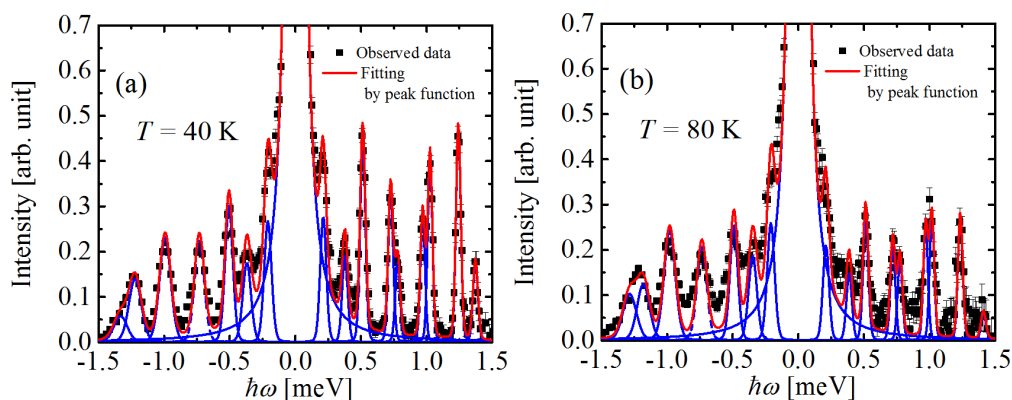 0.7
0.6
0.5
0.4
0.3
0.2
0.1
0.0
Intensity [arb. unit]
(a)
T = 40 K
Observed data
Fitting
by peak function
-1.5 -1.0 -0.5 0.0 0.5 1.0 1.5
ℏω [meV]
0.7
0.6
0.5
0.4
0.3
0.2
0.1
0.0
Intensity [arb. unit]
(b)
T = 80 K
Observed data
Fitting
by peak function
-1.5 -1.0 -0.5 0.0 0.5 1.0 1.5
ℏω [meV]